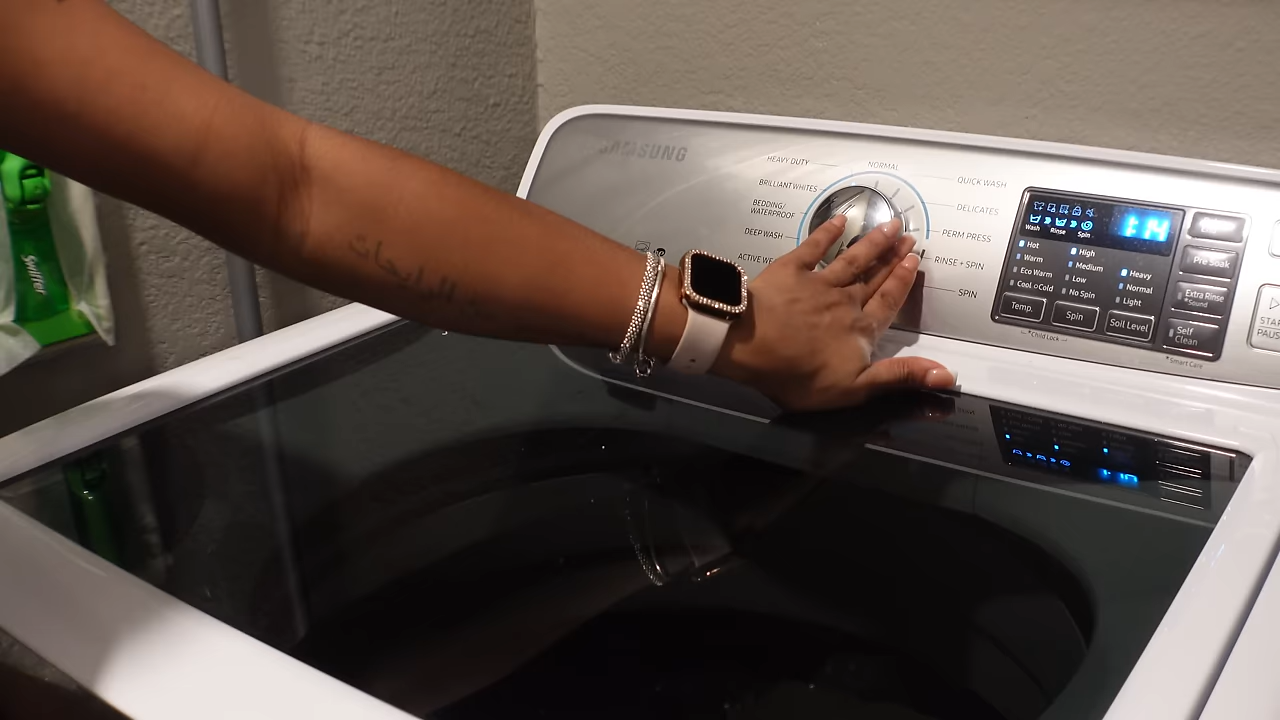 SAMSUNG
HEAVY DUTY
NORMAL
QUICK WASH
BRILLIANT WHITES
DELICATES
BEDDING/
WATERPROOF
PERM PRESS
DEEP WASH
RINSE + SPIN
SPIN
Wash Rinse Spin
Hot
Warm
Eco Warm
Cool Cold
High
Medium
Low
No Spin
Heavy
Normal
Light
Temp.
Spin
Soil Level
*Child Lock
Pre Soak
Extra Rinse
*Sound
Self
Clean
*Smart Care
Swiffer